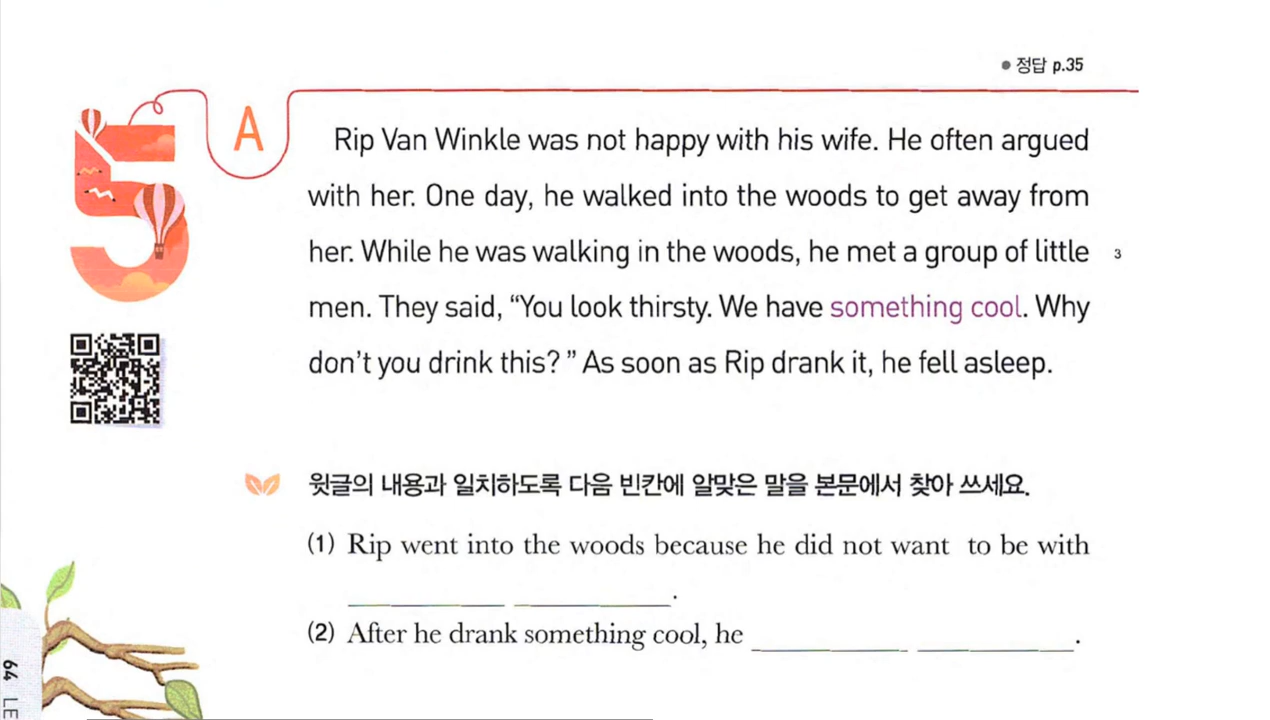 ● 정답 p.35
5
A
Rip Van Winkle was not happy with his wife. He often argued
with her. One day, he walked into the woods to get away from
her. While he was walking in the woods, he met a group of little
3
men. They said, “You look thirsty. We have something cool. Why
don’t you drink this? ” As soon as Rip drank it, he fell asleep.
윗글의 내용과 일치하도록 다음 빈칸에 알맞은 말을 본문에서 찾아 쓰세요.
(1) Rip went into the woods because he did not want to be with
________ ________.
(2) After he drank something cool, he ________ ________.
64 LE